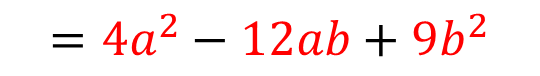 = 4a² − 12ab + 9b²